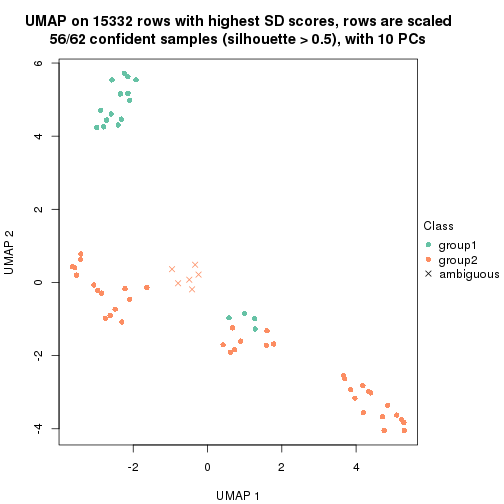 UMAP on 15332 rows with highest SD scores, rows are scaled
56/62 confident samples (silhouette > 0.5), with 10 PCs
6
4
2
0
-2
-4
UMAP 2
-2
0
2
4
UMAP 1
Class
group1
group2
ambiguous